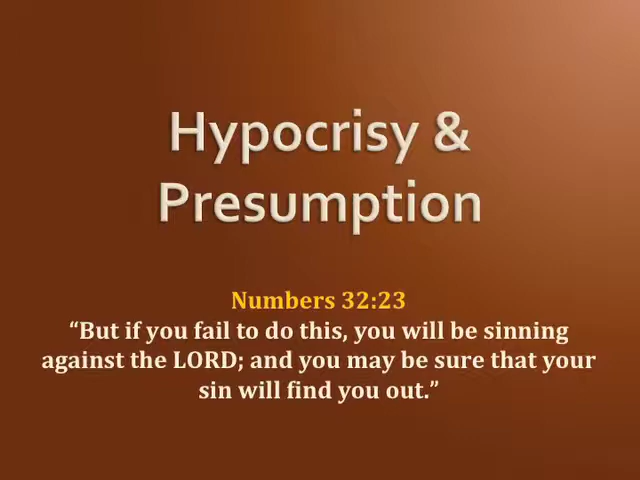 Hypocrisy &
Presumption
Numbers 32:23
“But if you fail to do this, you will be sinning
against the LORD; and you may be sure that your
sin will find you out.”